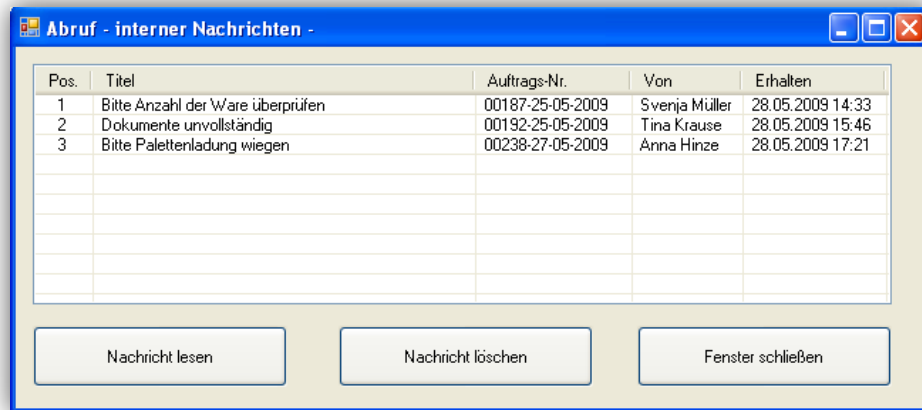 Abruf - interner Nachrichten -
Pos. Titel Auftrags-Nr. Von Erhalten
1 Bitte Anzahl der Ware überprüfen 00187-25-05-2009 Svenja Müller 28.05.2009 14:33
2 Dokumente unvollständig 00192-25-05-2009 Tina Krause 28.05.2009 15:46
3 Bitte Palettenladung wiegen 00238-27-05-2009 Anna Hinze 28.05.2009 17:21
Nachricht lesen Nachricht löschen Fenster schließen